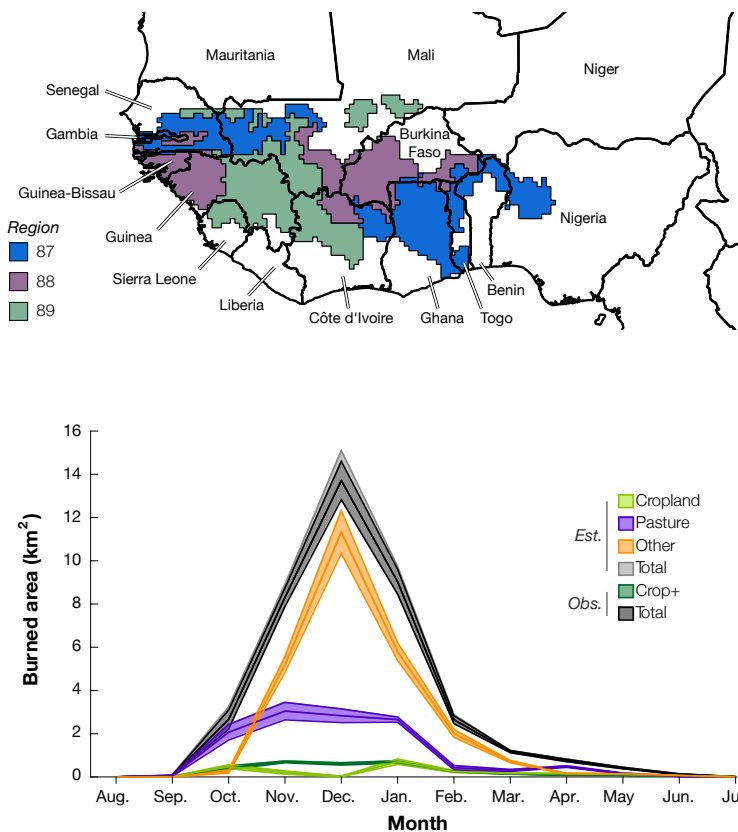 Mauritania
Mali
Niger
Senegal
Gambia
Burkina
Faso
Guinea-Bissau
Nigeria
Region
87
88
89
Guinea
Sierra Leone
Liberia
Côte d'Ivoire
Ghana
Togo
Benin
16
14
12
10
8
6
4
2
0
Burned area (km²)
Est.
Cropland
Pasture
Other
Total
Obs.
Crop+
Total
Aug. Sep. Oct. Nov. Dec. Jan. Feb. Mar. Apr. May Jun. Ju
Month